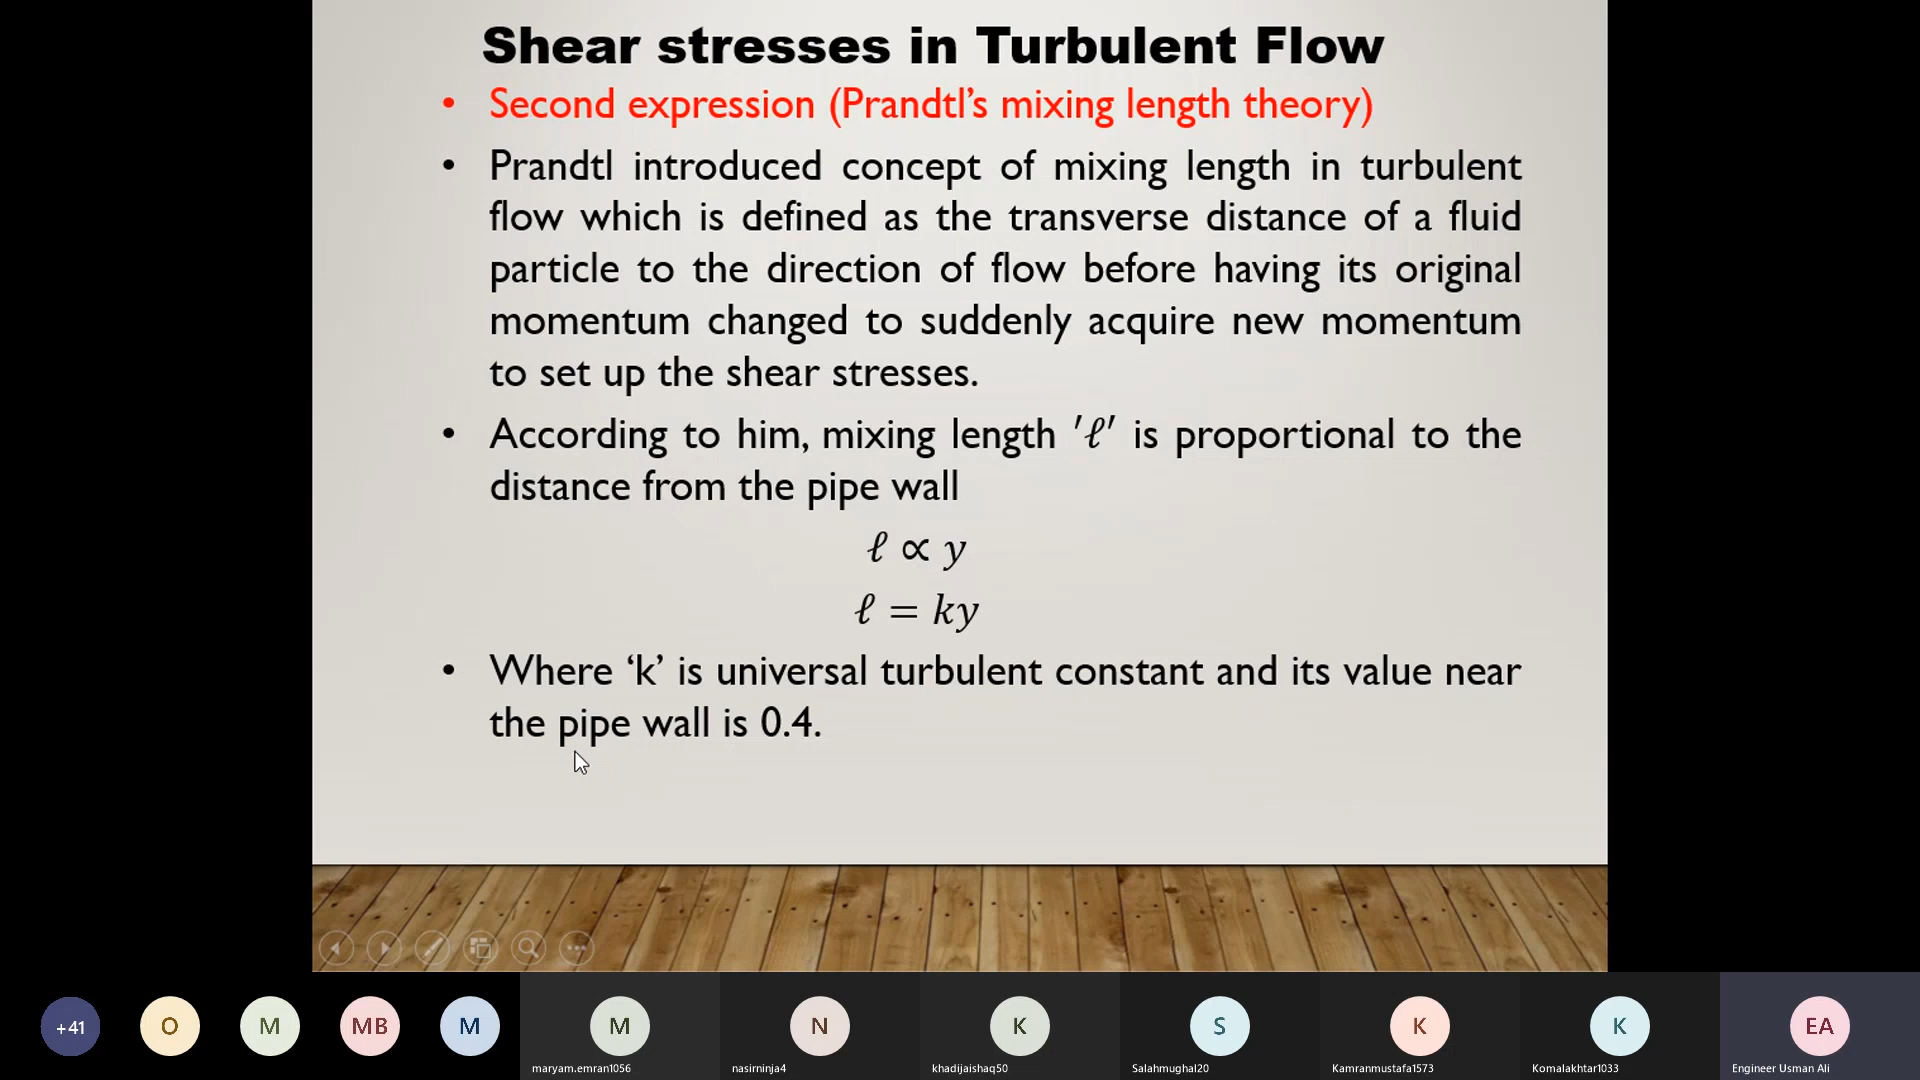 Shear stresses in Turbulent Flow
• Second expression (Prandtl’s mixing length theory)
• Prandtl introduced concept of mixing length in turbulent
flow which is defined as the transverse distance of a fluid
particle to the direction of flow before having its original
momentum changed to suddenly acquire new momentum
to set up the shear stresses.
• According to him, mixing length ′ℓ′ is proportional to the
distance from the pipe wall
ℓ ∝ y
ℓ = ky
• Where ‘k’ is universal turbulent constant and its value near
the pipe wall is 0.4.
+41
O
M
MB
M
M
N
K
S
K
K
EA
maryam.emran1056
nasirninja4
khadijaishaq50
Salahmughal20
Kamranmustafa1573
Komalakhtar1033
Engineer Usman Ali